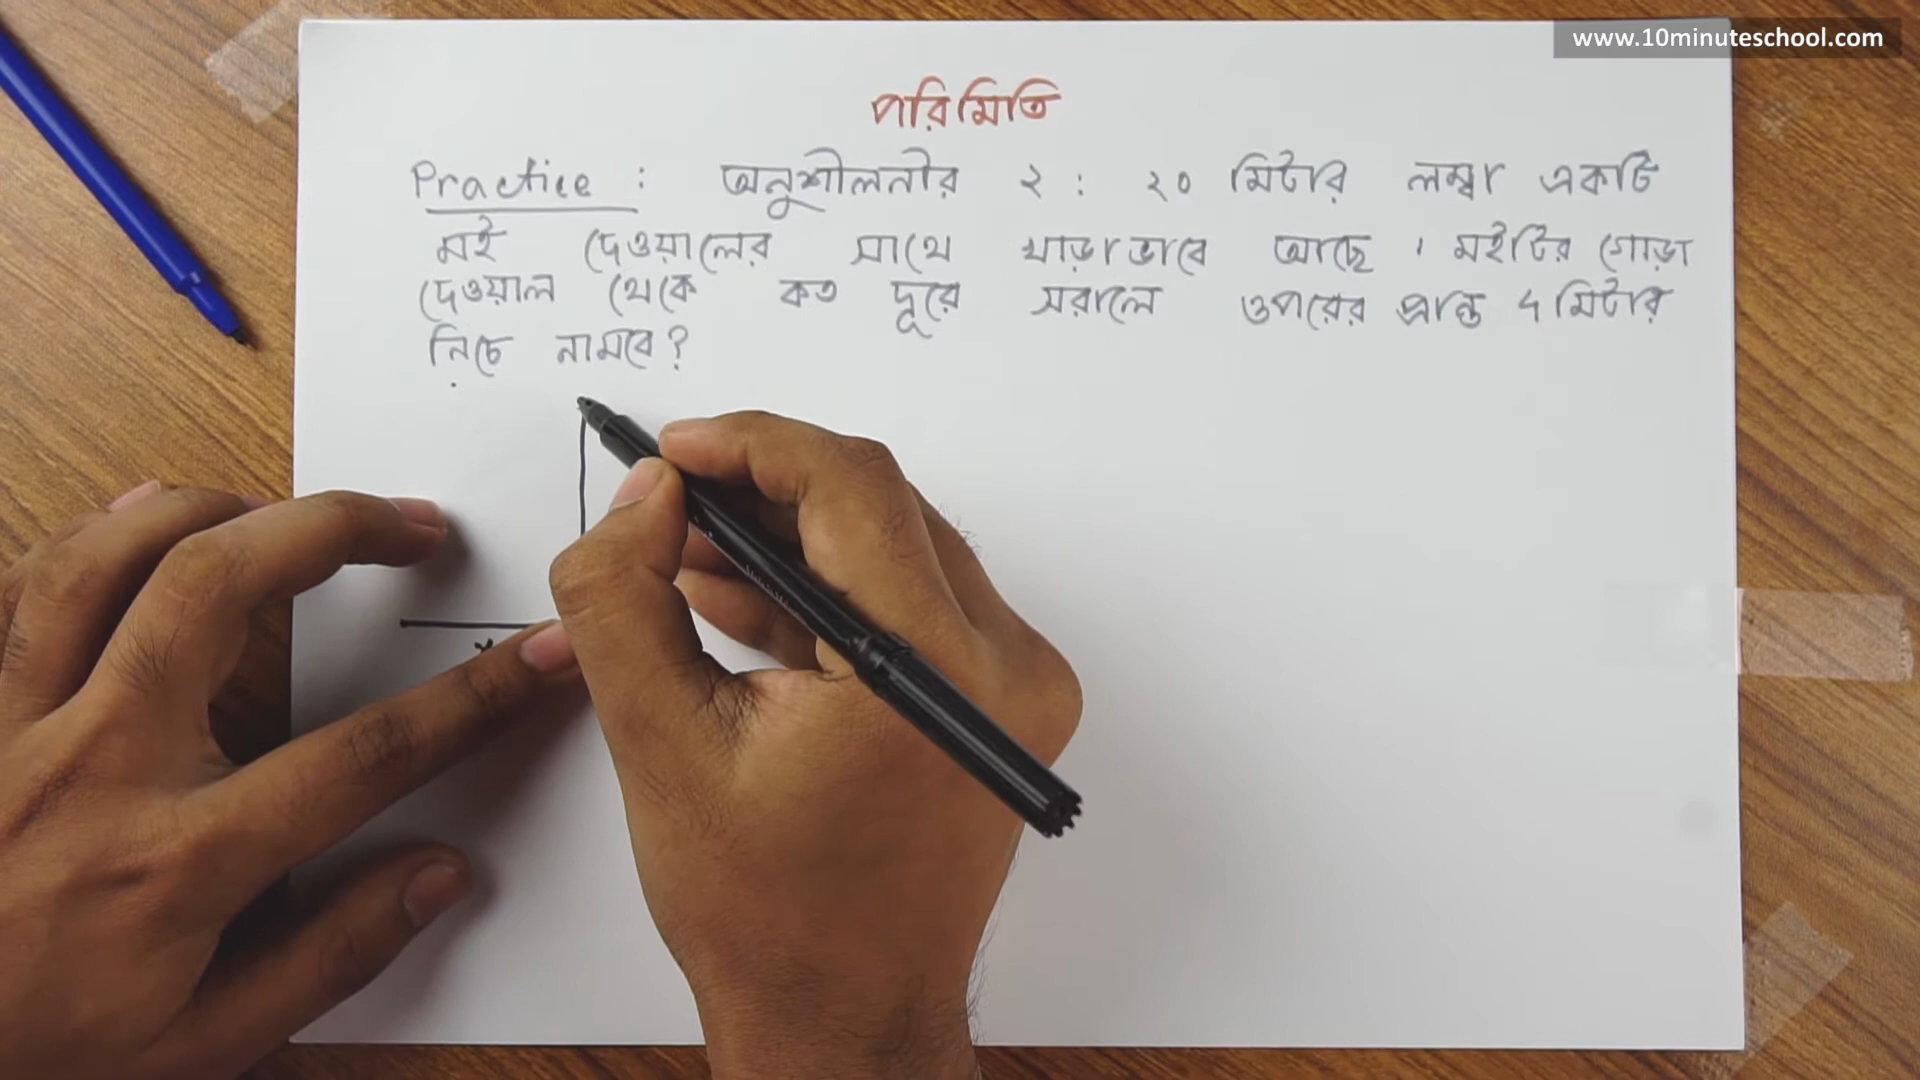 www.10minuteschool.com
পরিমিতি
Practice : অনুশীলনীর ২ : ২০ মিটার লম্বা একটি
মই দেওয়ালের সাথে খাড়াভাবে আছে । মইটির গোড়া
দেওয়াল থেকে কত দূরে সরালে ওপরের প্রান্ত ৭ মিটার
নিচে নামবে?
x